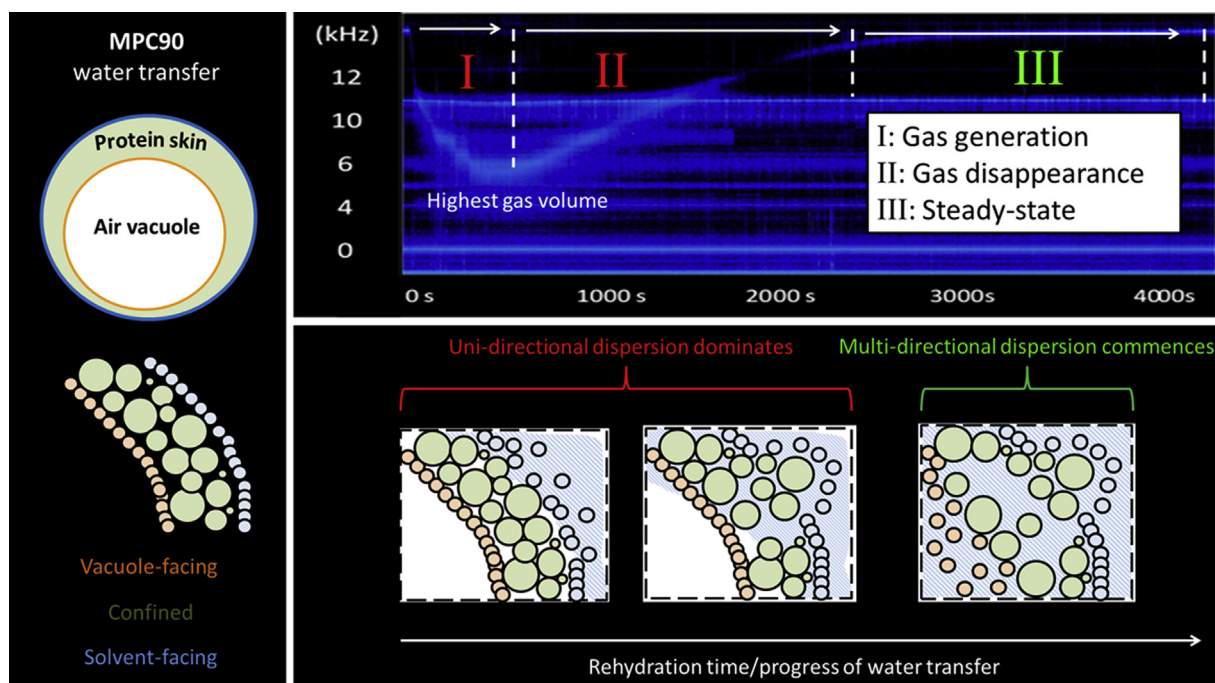 MPC90
water transfer
Protein skin
Air vacuole
Vacuole-facing
Confined
Solvent-facing
(kHz)
12
10
6
4
0
I
II
III
Highest gas volume
I: Gas generation
II: Gas disappearance
III: Steady-state
0 s
1000 s
2000 s
3000s
4000s
Uni-directional dispersion dominates
Multi-directional dispersion commences
Rehydration time/progress of water transfer